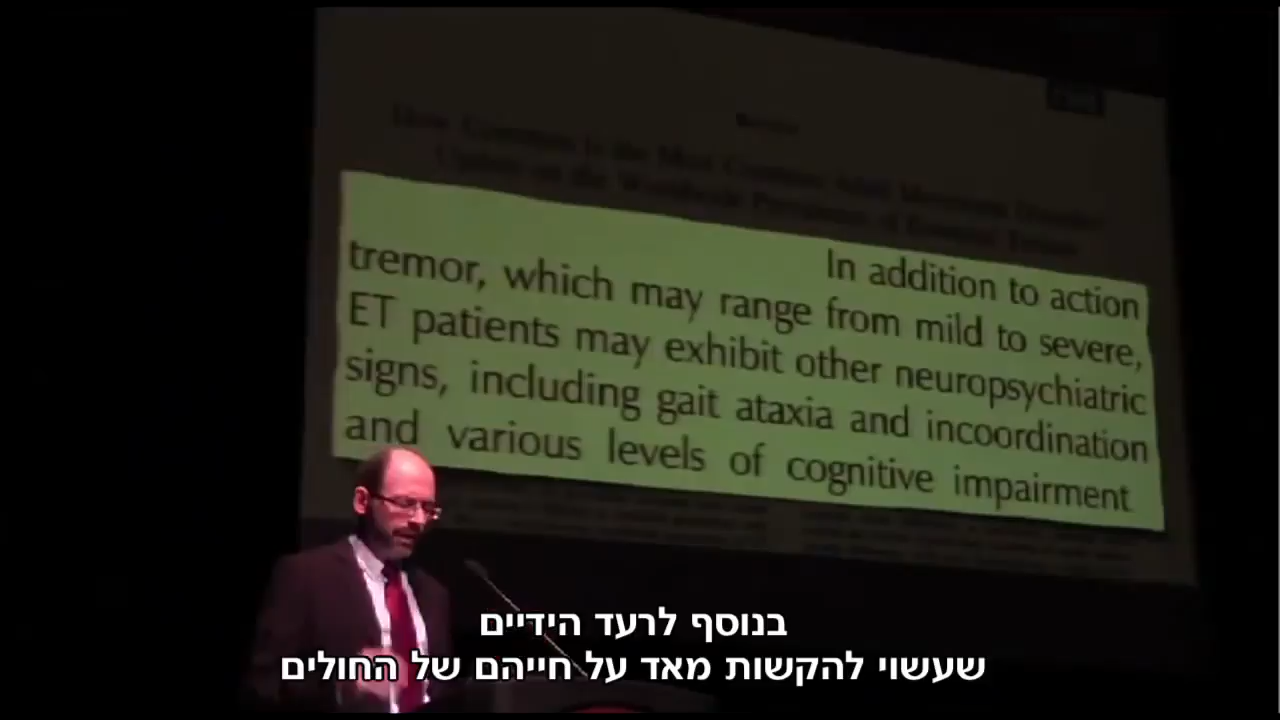 In addition to action
tremor, which may range from mild to severe,
ET patients may exhibit other neuropsychiatric
signs, including gait ataxia and incoordination
and various levels of cognitive impairment
בנוסף לרעד הידיים
שעשוי להקשות מאד על חייהם של החולים